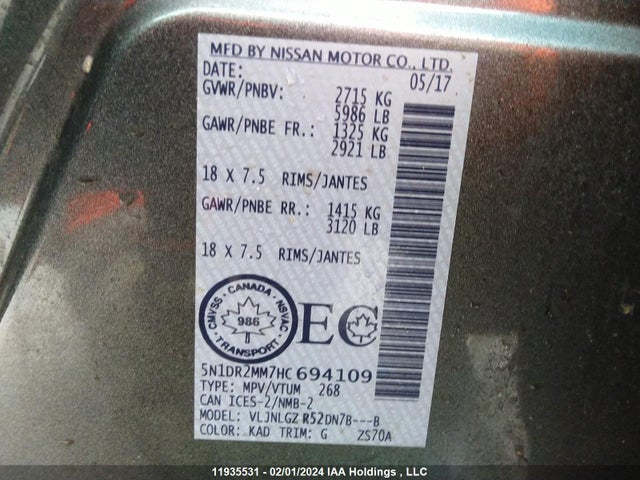 MFD BY NISSAN MOTOR CO., LTD.
DATE: 05/17
GVWR/PNBV: 2715 KG
5986 LB
GAWR/PNBE FR.: 1325 KG
2921 LB
18 X 7.5 RIMS/JANTES
GAWR/PNBE RR.: 1415 KG
3120 LB
18 X 7.5 RIMS/JANTES
CANADA
CMVSS · NSVAC
986
TRANSPORT
EC
5N1DR2MM7HC694109
TYPE: MPV/VTUM 268
CAN ICES-2/NMB-2
MODEL: VLJNLGZ R52DN7B---B
COLOR: KAD TRIM: G ZS70A
11935531 - 02/01/2024 IAA Holdings , LLC